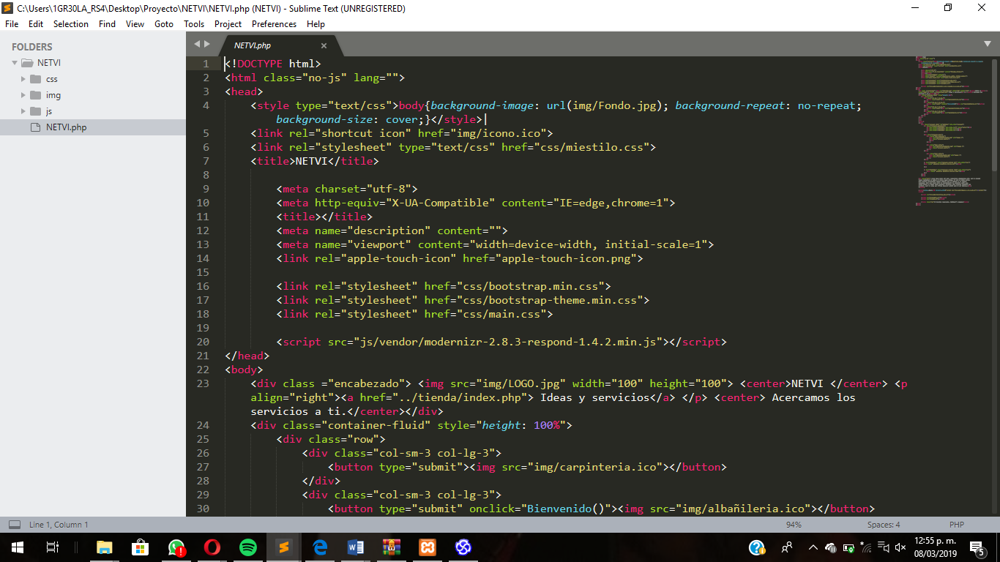 C:\Users\1GR30LA_RS4\Desktop\Proyecto\NETVI\NETVI.php (NETVI) - Sublime Text (UNREGISTERED)
File Edit Selection Find View Goto Tools Project Preferences Help
FOLDERS
NETVI
css
img
js
NETVI.php
NETVI.php
1 <!DOCTYPE html>
2 <html class="no-js" lang="">
3 <head>
4 <style type="text/css">body{background-image: url(img/Fondo.jpg); background-repeat: no-repeat;
background-size: cover;}</style>
5 <link rel="shortcut icon" href="img/icono.ico">
6 <link rel="stylesheet" type="text/css" href="css/miestilo.css">
7 <title>NETVI</title>
8
9 <meta charset="utf-8">
10 <meta http-equiv="X-UA-Compatible" content="IE=edge,chrome=1">
11 <title></title>
12 <meta name="description" content="">
13 <meta name="viewport" content="width=device-width, initial-scale=1">
14 <link rel="apple-touch-icon" href="apple-touch-icon.png">
15
16 <link rel="stylesheet" href="css/bootstrap.min.css">
17 <link rel="stylesheet" href="css/bootstrap-theme.min.css">
18 <link rel="stylesheet" href="css/main.css">
19
20 <script src="js/vendor/modernizr-2.8.3-respond-1.4.2.min.js"></script>
21 </head>
22 <body>
23 <div class ="encabezado"> <img src="img/LOGO.jpg" width="100" height="100"> <center>NETVI </center> <p
align="right"><a href="../tienda/index.php"> Ideas y servicios</a> </p> <center> Acercamos los
servicios a ti.</center></div>
24 <div class="container-fluid" style="height: 100%">
25 <div class="row">
26 <div class="col-sm-3 col-lg-3">
27 <button type="submit"><img src="img/carpinteria.ico"></button>
28 </div>
29 <div class="col-sm-3 col-lg-3">
30 <button type="submit" onclick="Bienvenido()"><img src="img/albañileria.ico"></button>
Line 1, Column 1 94% Spaces: 4 PHP
12:55 p. m.
08/03/2019
5